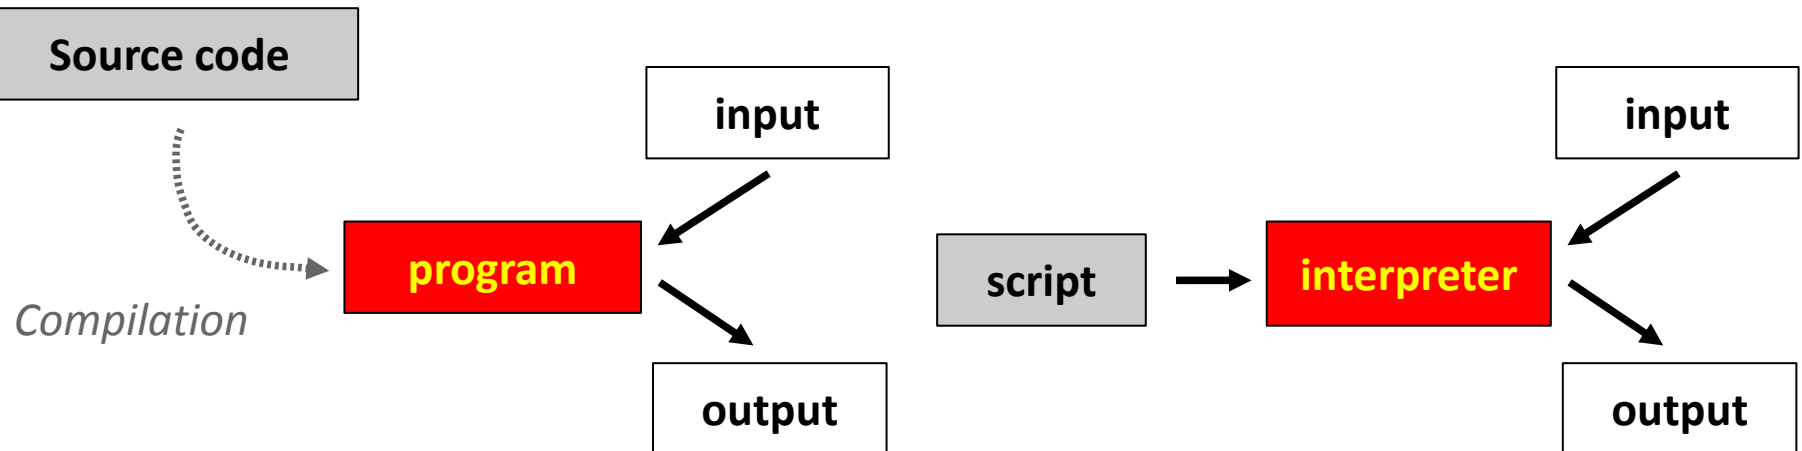 Source code
input
program
Compilation
output
input
script
interpreter
output